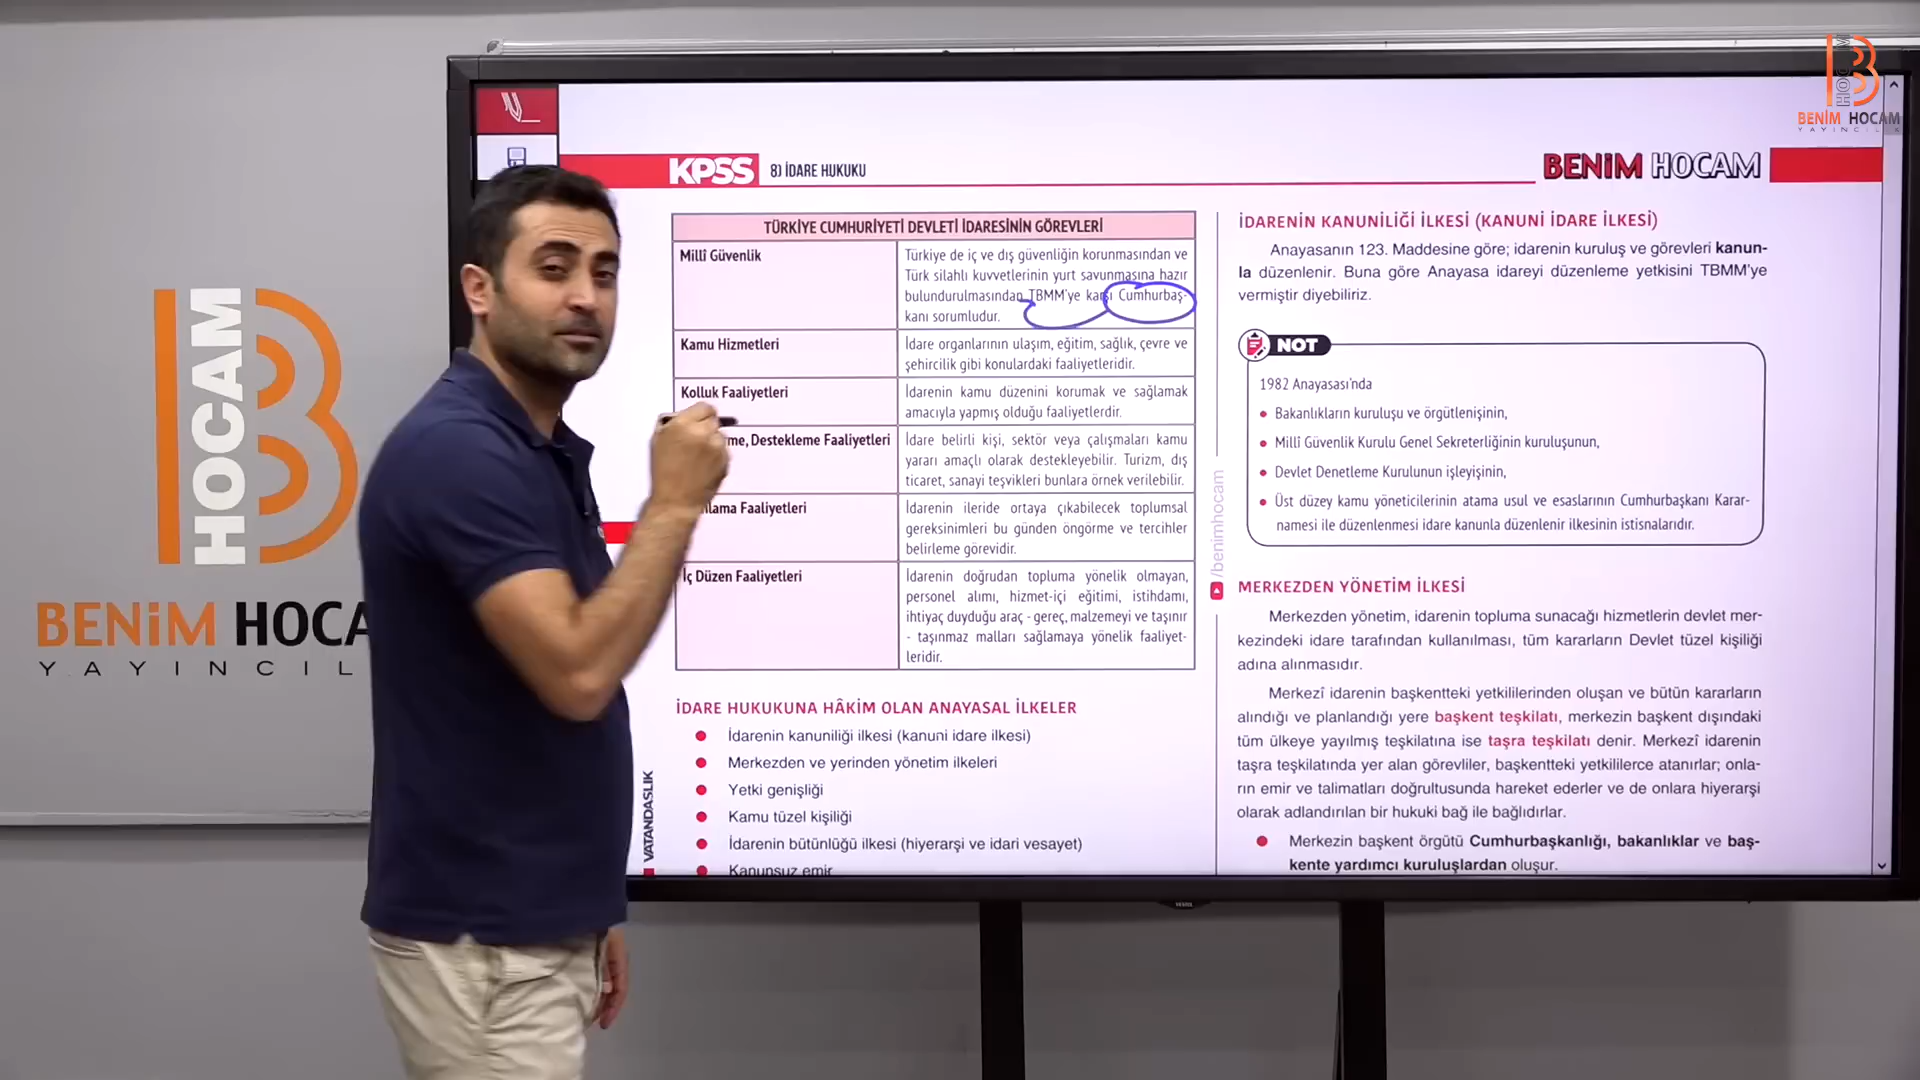 HOCAM
BENİM HOCAM
YAYINCILIK
HOCAM
BENİM HOCA
YAYINCIL
KPSS
8) İDARE HUKUKU
BENİM HOCAM
TÜRKİYE CUMHURİYETİ DEVLETİ İDARESİNİN GÖREVLERİ
Millî Güvenlik
Türkiye de iç ve dış güvenliğin korunmasından ve
Türk silahlı kuvvetlerinin yurt savunmasına hazır
bulundurulmasından TBMM'ye karşı Cumhurbaş-
kanı sorumludur.
Kamu Hizmetleri
İdare organlarının ulaşım, eğitim, sağlık, çevre ve
şehircilik gibi konulardaki faaliyetleridir.
Kolluk Faaliyetleri
İdarenin kamu düzenini korumak ve sağlamak
amacıyla yapmış olduğu faaliyetlerdir.
me, Destekleme Faaliyetleri
İdare belirli kişi, sektör veya çalışmaları kamu
yararı amaçlı olarak destekleyebilir. Turizm, dış
ticaret, sanayi teşvikleri bunlara örnek verilebilir.
nlama Faaliyetleri
İdarenin ileride ortaya çıkabilecek toplumsal
gereksinimleri bu günden öngörme ve tercihler
belirleme görevidir.
İç Düzen Faaliyetleri
İdarenin doğrudan topluma yönelik olmayan,
personel alımı, hizmet-içi eğitimi, istihdamı,
ihtiyaç duyduğu araç - gereç, malzemeyi ve taşınır
- taşınmaz malları sağlamaya yönelik faaliyet-
leridir.
İDARE HUKUKUNA HÂKİM OLAN ANAYASAL İLKELER
İdarenin kanuniliği ilkesi (kanuni idare ilkesi)
Merkezden ve yerinden yönetim ilkeleri
Yetki genişliği
Kamu tüzel kişiliği
İdarenin bütünlüğü ilkesi (hiyerarşi ve idari vesayet)
Kanunsuz emir
VATANDAŞLIK
/benimhocam
İDARENİN KANUNİLİĞİ İLKESİ (KANUNİ İDARE İLKESİ)
Anayasanın 123. Maddesine göre; idarenin kuruluş ve görevleri kanun-
la düzenlenir. Buna göre Anayasa idareyi düzenleme yetkisini TBMM'ye
vermiştir diyebiliriz.
NOT
1982 Anayasası'nda
• Bakanlıkların kuruluşu ve örgütlenişinin,
• Millî Güvenlik Kurulu Genel Sekreterliğinin kuruluşunun,
• Devlet Denetleme Kurulunun işleyişinin,
• Üst düzey kamu yöneticilerinin atama usul ve esaslarının Cumhurbaşkanı Karar-
namesi ile düzenlenmesi idare kanunla düzenlenir ilkesinin istisnalarıdır.
MERKEZDEN YÖNETİM İLKESİ
Merkezden yönetim, idarenin topluma sunacağı hizmetlerin devlet mer-
kezindeki idare tarafından kullanılması, tüm kararların Devlet tüzel kişiliği
adına alınmasıdır.
Merkezî idarenin başkentteki yetkililerinden oluşan ve bütün kararların
alındığı ve planlandığı yere başkent teşkilatı, merkezin başkent dışındaki
tüm ülkeye yayılmış teşkilatına ise taşra teşkilatı denir. Merkezî idarenin
taşra teşkilatında yer alan görevliler, başkentteki yetkililerce atanırlar; onla-
rın emir ve talimatları doğrultusunda hareket ederler ve de onlara hiyerarşi
olarak adlandırılan bir hukuki bağ ile bağlıdırlar.
Merkezin başkent örgütü Cumhurbaşkanlığı, bakanlıklar ve baş-
kente yardımcı kuruluşlardan oluşur.